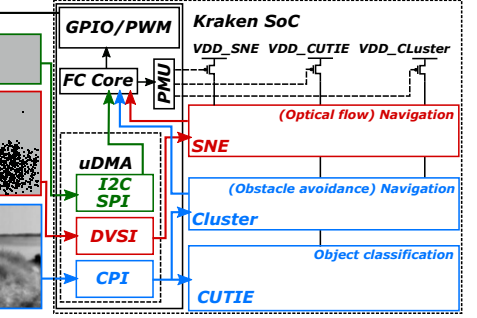 GPIO/PWM
Kraken SoC
VDD_SNE VDD_CUTIE VDD_CLuster
FC Core
PMU
(Optical flow) Navigation
SNE
uDMA
I2C
SPI
(Obstacle avoidance) Navigation
Cluster
DVSI
Object classification
CPI
CUTIE